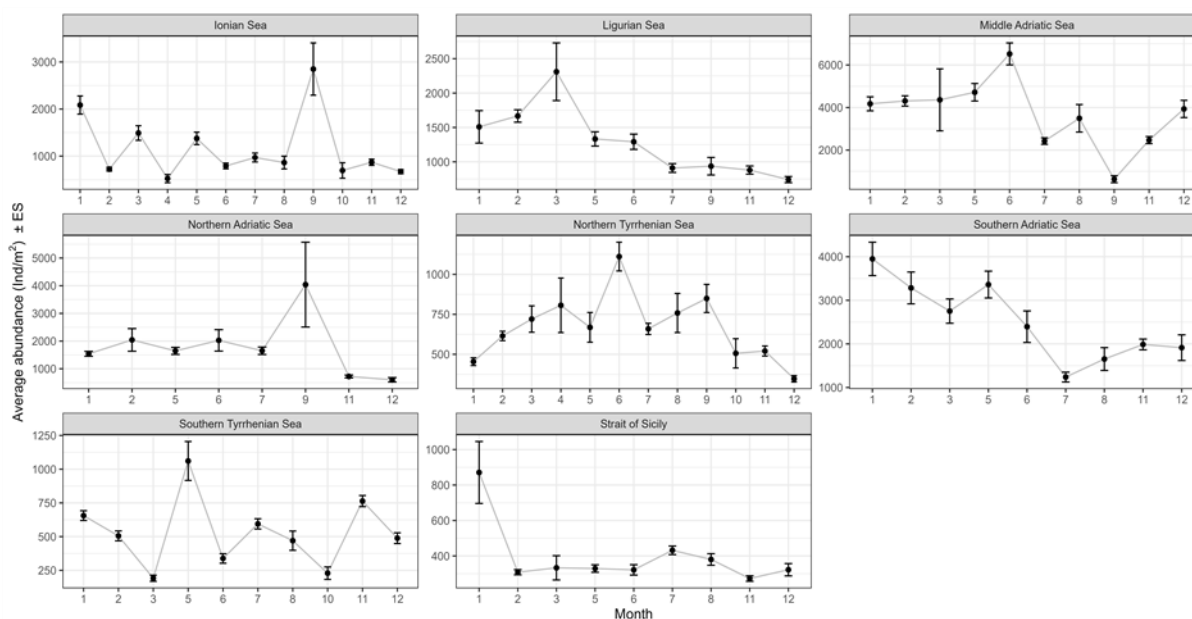 Ionian Sea
Ligurian Sea
Middle Adriatic Sea
3000
2000
1000
1 2 3 4 5 6 7 8 9 10 11 12
2500
2000
1500
1000
1 2 3 5 6 7 9 11 12
6000
4000
2000
1 2 3 5 6 7 8 9 11 12
Northern Adriatic Sea
Northern Tyrrhenian Sea
Southern Adriatic Sea
Average abundance (Ind/m²) ± ES
5000
4000
3000
2000
1000
1 2 5 6 7 9 11 12
1000
750
500
1 2 3 4 5 6 7 8 9 10 11 12
4000
3000
2000
1000
1 2 3 5 6 7 8 11 12
Southern Tyrrhenian Sea
Strait of Sicily
1250
1000
750
500
250
1 2 3 5 6 7 8 10 11 12
1000
800
600
400
1 2 3 5 6 7 8 11 12
Month